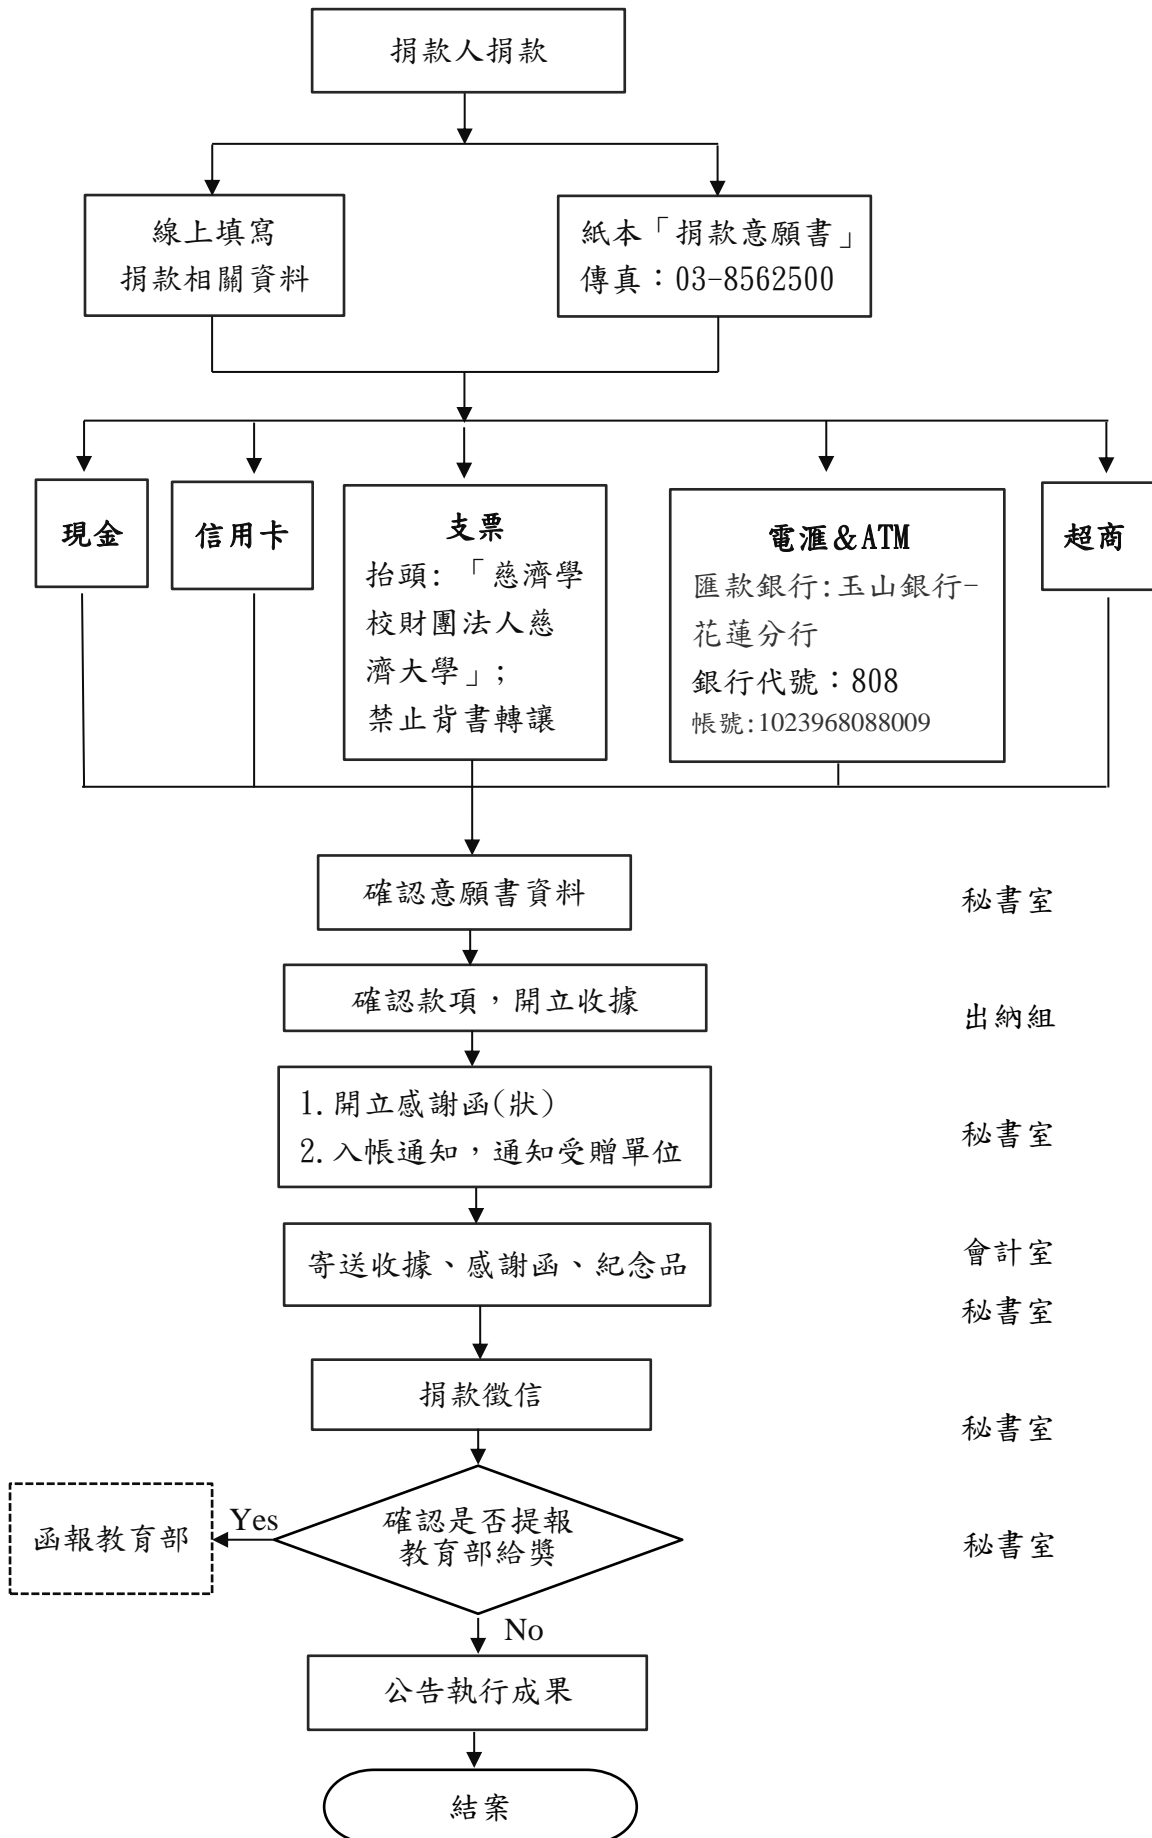 捐款人捐款
線上填寫
捐款相關資料
紙本「捐款意願書」
傳真：03-8562500
現金
信用卡
支票
抬頭: 「慈濟學
校財團法人慈
濟大學」;
禁止背書轉讓
電滙＆ATM
匯款銀行:玉山銀行-
花蓮分行
銀行代號：808
帳號:1023968088009
超商
確認意願書資料
秘書室
確認款項，開立收據
出納組
1.開立感謝函(狀)
2.入帳通知，通知受贈單位
秘書室
寄送收據、感謝函、紀念品
會計室
秘書室
捐款徵信
秘書室
確認是否提報
教育部給獎
秘書室
Yes
函報教育部
No
公告執行成果
結案